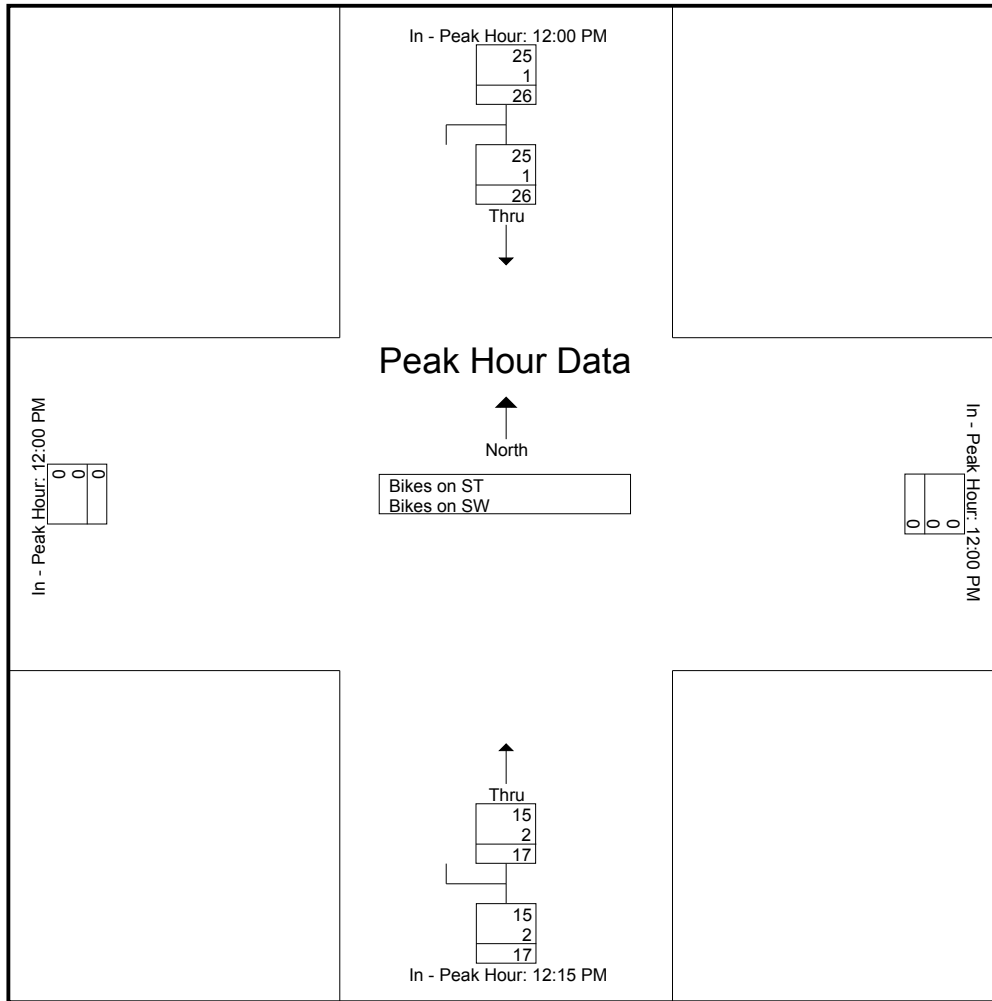 In - Peak Hour: 12:00 PM
25
1
26
25
1
26
Thru
Peak Hour Data
North
Bikes on ST
Bikes on SW
In - Peak Hour: 12:00 PM
0
0
0
In - Peak Hour: 12:00 PM
0
0
0
Thru
15
2
17
15
2
17
In - Peak Hour: 12:15 PM